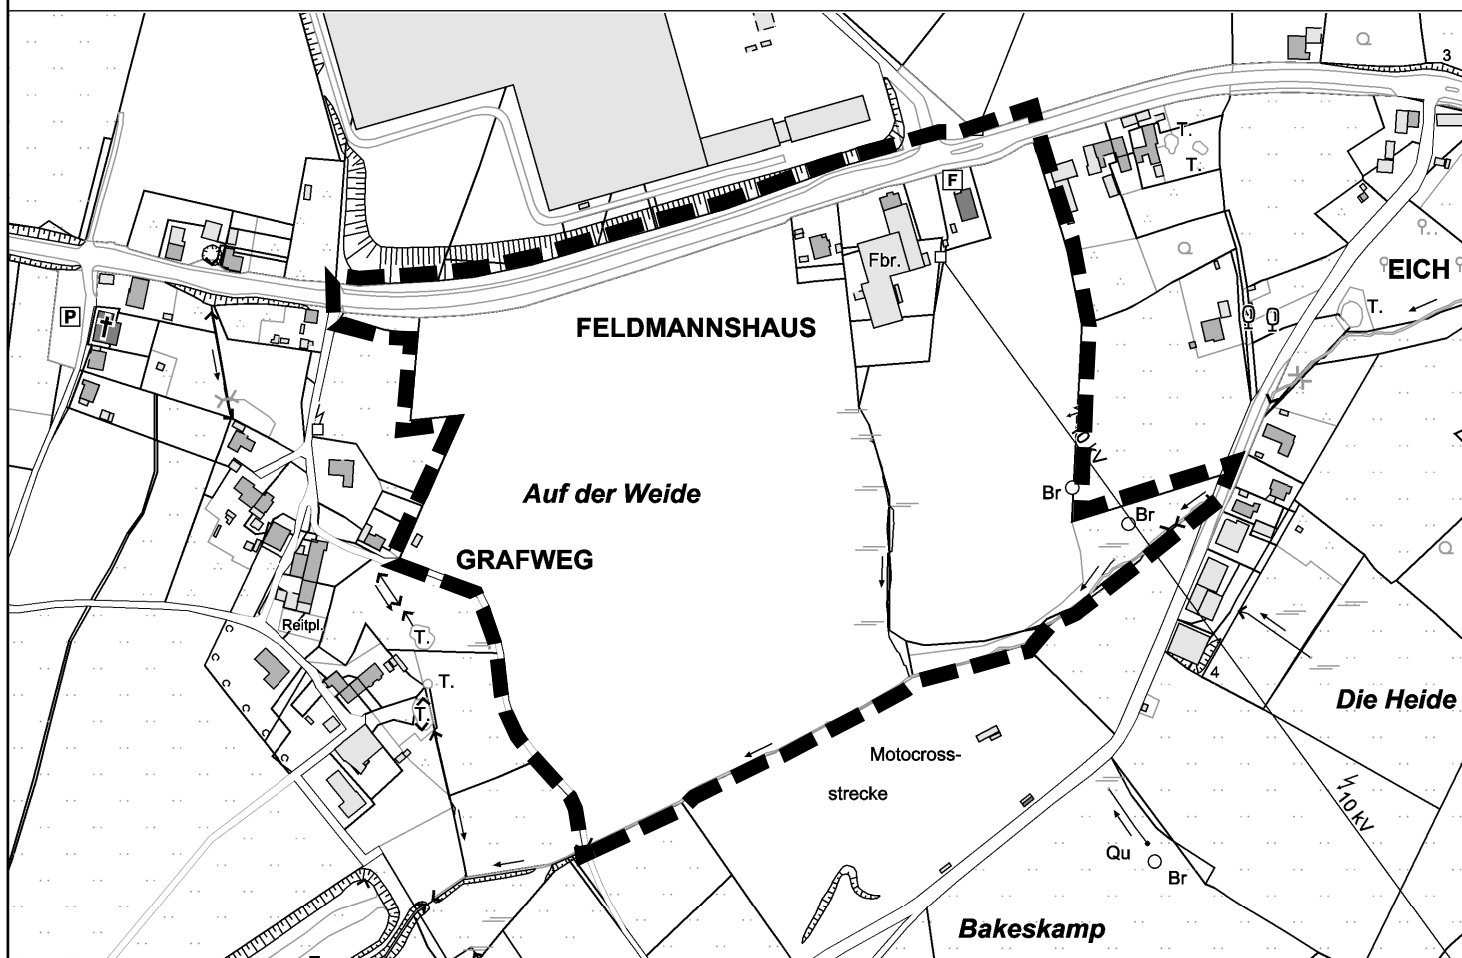 3
T.
T.
F
EICH
Fbr.
T.
P
FELDMANNSHAUS
10 kV
Auf der Weide
Br
Br
GRAFWEG
Reitpl.
T.
T.
T.
4
Die Heide
Motocross-
strecke
10 kV
Qu
Br
Bakeskamp